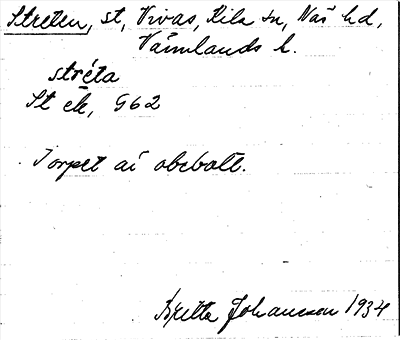 Streten, st, Vivas, Kila sn, Näs hd,
Värmlands l.
stréta
St ek, 962
Torpet är obebott.
Britta Johansson 1934